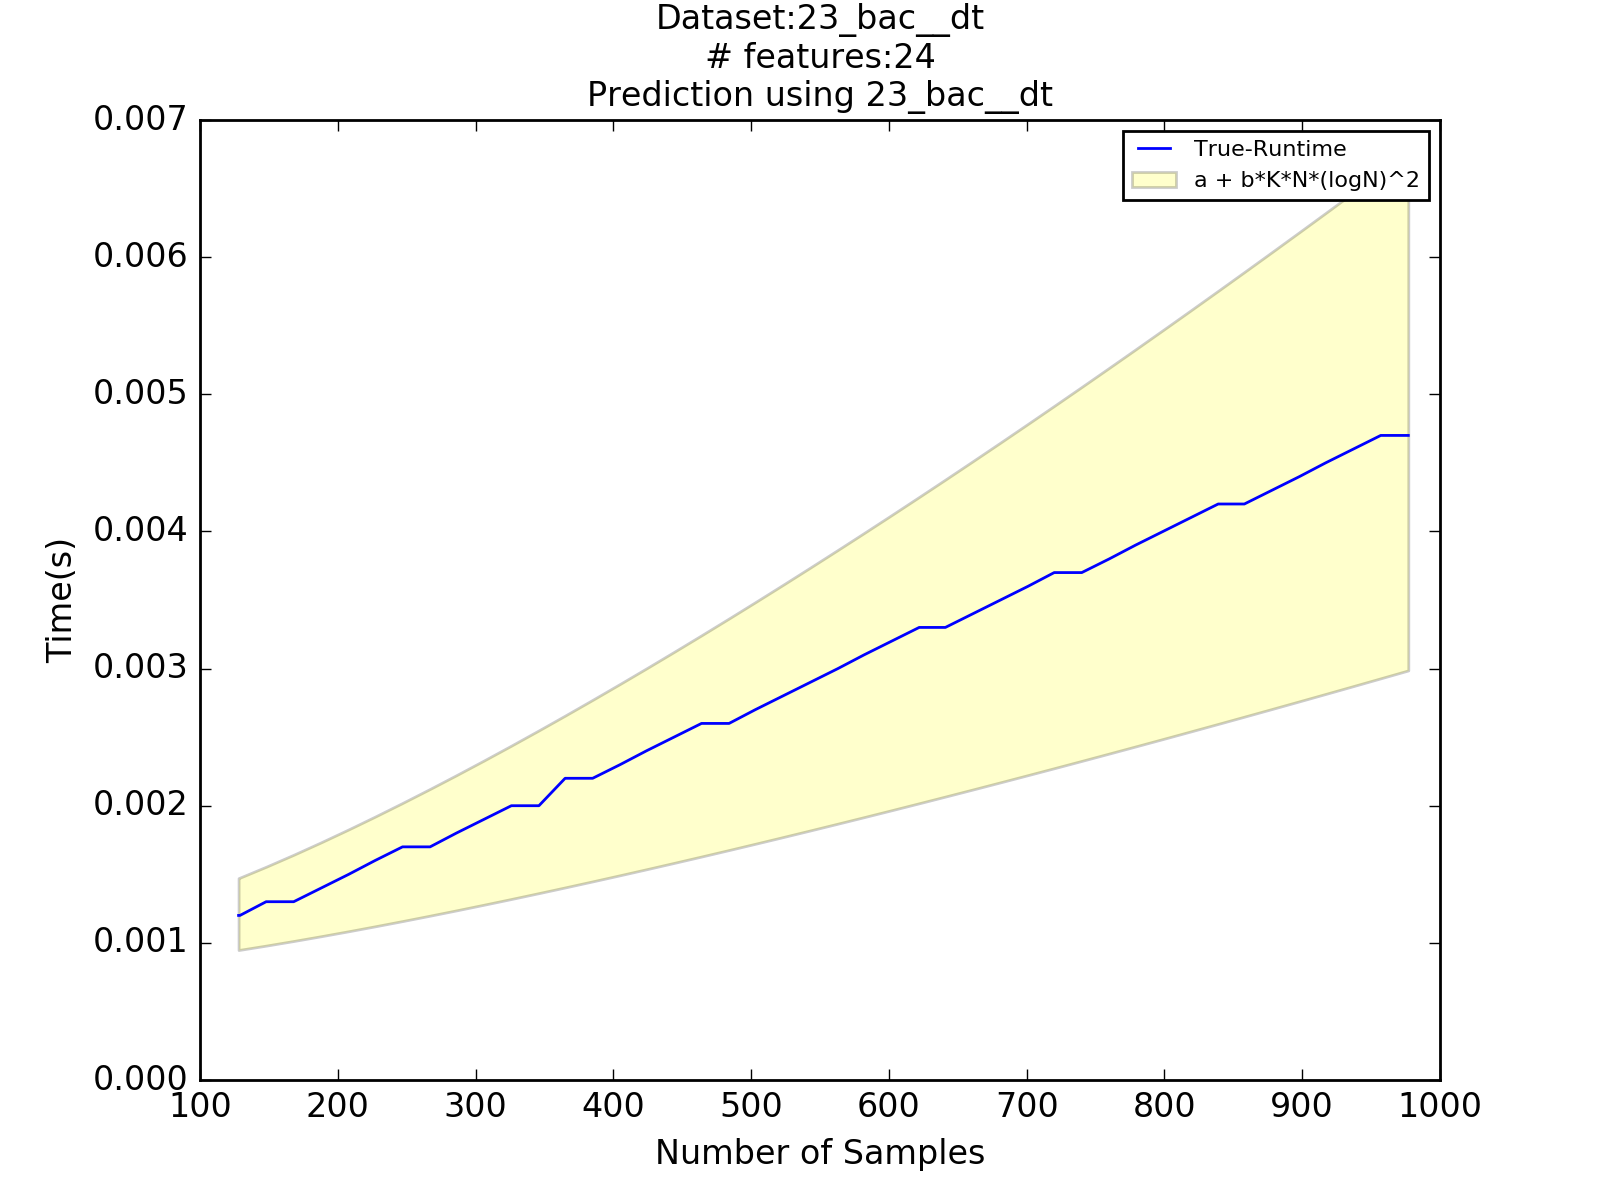 Dataset:23_bac__dt
# features:24
Prediction using 23_bac__dt
0.007
0.006
0.005
0.004
0.003
0.002
0.001
0.000
Time(s)
True-Runtime
a + b*K*N*(logN)^2
100 200 300 400 500 600 700 800 900 1000
Number of Samples